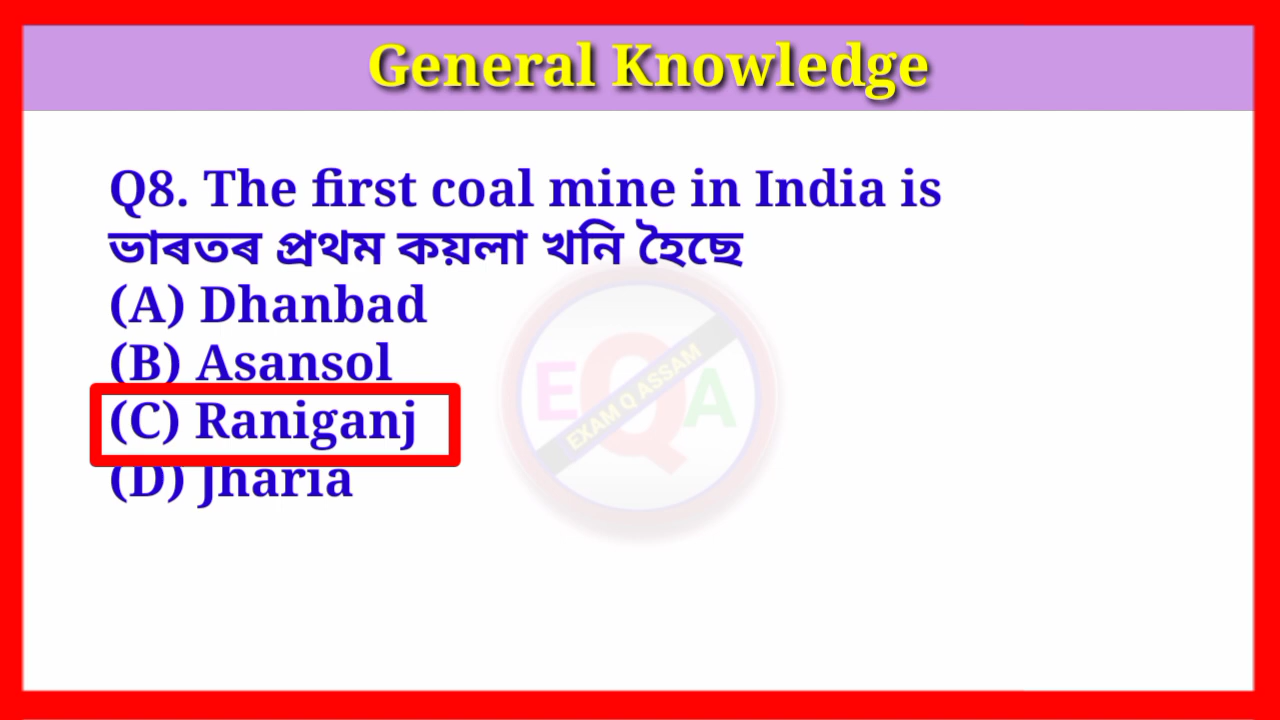 General Knowledge
Q8. The first coal mine in India is
ভাৰতৰ প্ৰথম কয়লা খনি হৈছে
(A) Dhanbad
(B) Asansol
(C) Raniganj
(D) Jharia
EQA
EXAM Q ASSAM